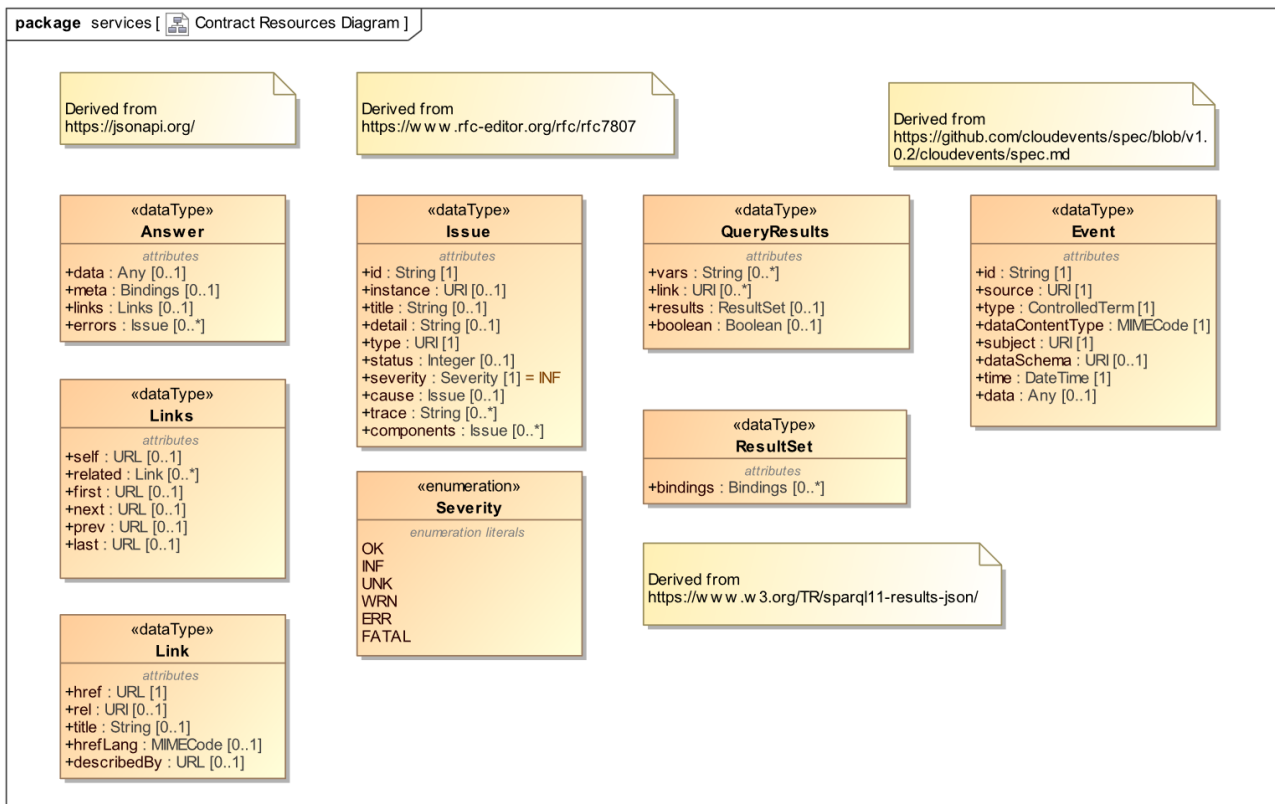 package services [ Contract Resources Diagram ]
Derived from
https://jsonapi.org/
Derived from
https://www.rfc-editor.org/rfc/rfc7807
Derived from
https://github.com/cloudevents/spec/blob/v1.
0.2/cloudevents/spec.md
«dataType»
Answer
attributes
+data : Any [0..1]
+meta : Bindings [0..1]
+links : Links [0..1]
+errors : Issue [0..*]
«dataType»
Links
attributes
+self : URL [0..1]
+related : Link [0..*]
+first : URL [0..1]
+next : URL [0..1]
+prev : URL [0..1]
+last : URL [0..1]
«dataType»
Link
attributes
+href : URL [1]
+rel : URI [0..1]
+title : String [0..1]
+hrefLang : MIMECode [0..1]
+describedBy : URL [0..1]
«dataType»
Issue
attributes
+id : String [1]
+instance : URI [0..1]
+title : String [0..1]
+detail : String [0..1]
+type : URI [1]
+status : Integer [0..1]
+severity : Severity [1] = INF
+cause : Issue [0..1]
+trace : String [0..*]
+components : Issue [0..*]
«enumeration»
Severity
enumeration literals
OK
INF
UNK
WRN
ERR
FATAL
«dataType»
QueryResults
attributes
+vars : String [0..*]
+link : URI [0..*]
+results : ResultSet [0..1]
+boolean : Boolean [0..1]
«dataType»
ResultSet
attributes
+bindings : Bindings [0..*]
Derived from
https://www.w3.org/TR/sparql11-results-json/
«dataType»
Event
attributes
+id : String [1]
+source : URI [1]
+type : ControlledTerm [1]
+dataContentType : MIMECode [1]
+subject : URI [1]
+dataSchema : URI [0..1]
+time : DateTime [1]
+data : Any [0..1]